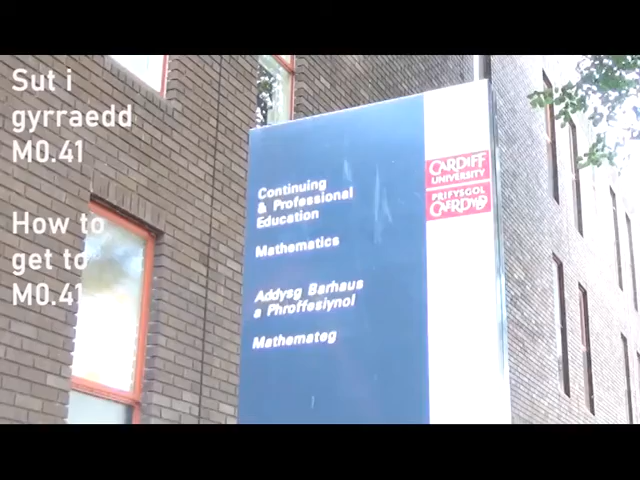 Sut i
gyrraedd
M0.41
How to
get to
M0.41
Continuing
& Professional
Education
Mathematics
Addysg Barhaus
a Phroffesiynol
Mathemateg
CARDIFF
UNIVERSITY
PRIFYSGOL
CAERDYDD